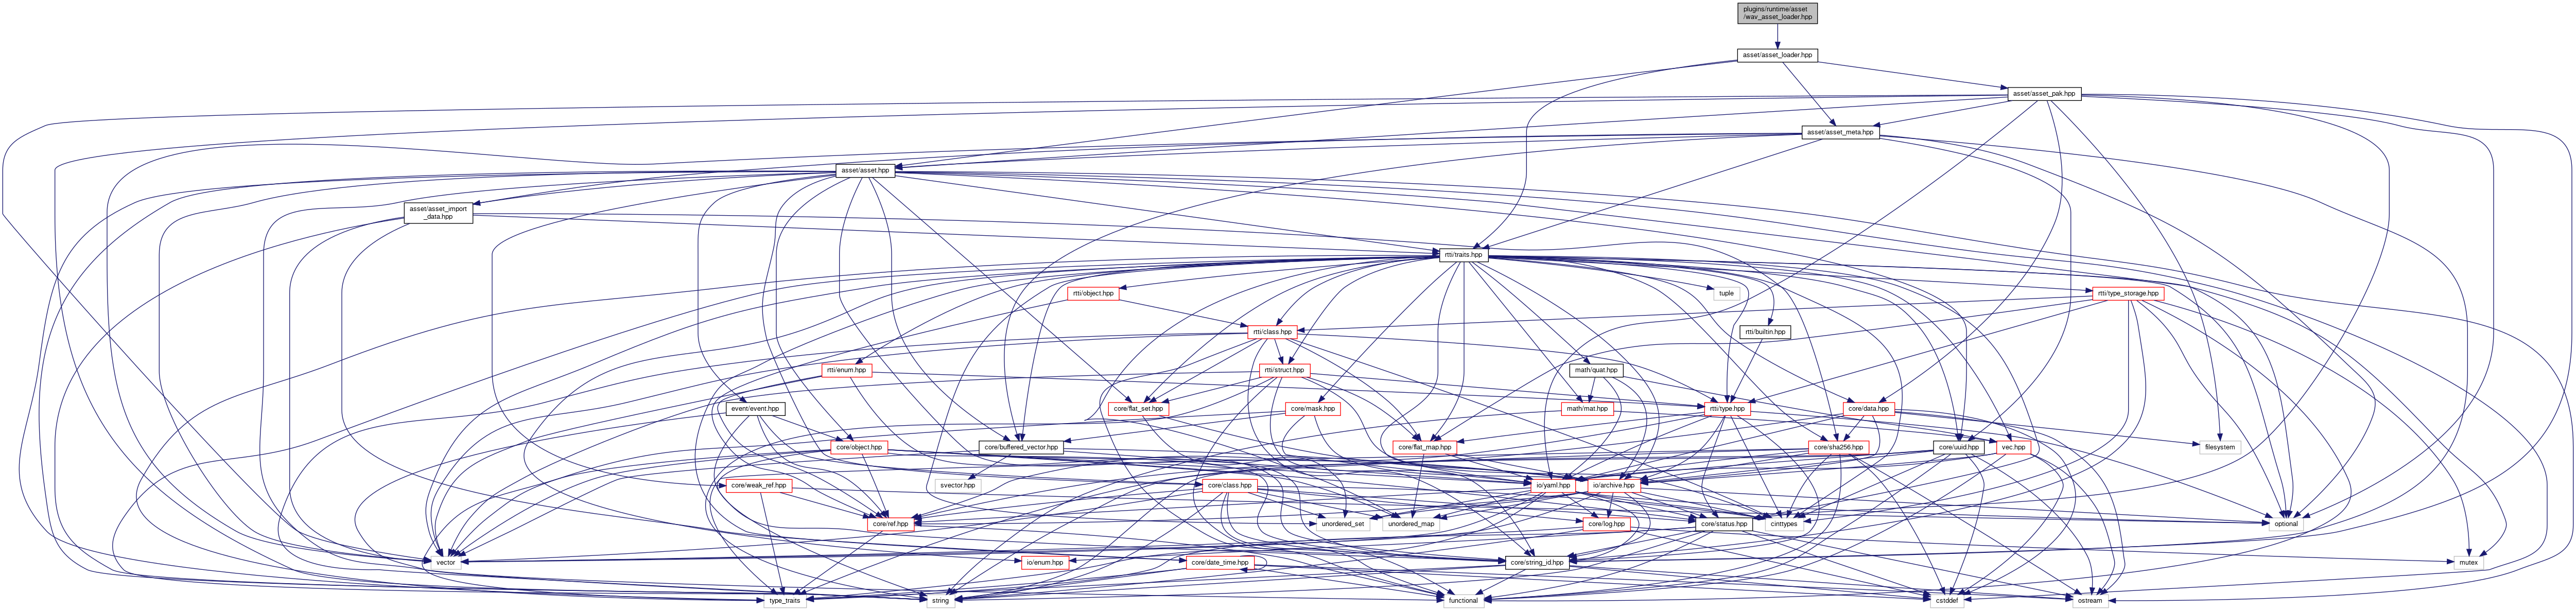 plugins/runtime/asset
/wav_asset_loader.hpp
asset/asset_loader.hpp
asset/asset_pak.hpp
asset/asset_meta.hpp
asset/asset.hpp
asset/asset_import
_data.hpp
rtti/traits.hpp
rtti/object.hpp
tuple
rtti/type_storage.hpp
rtti/class.hpp
rtti/builtin.hpp
rtti/enum.hpp
rtti/struct.hpp
math/quat.hpp
event/event.hpp
core/flat_set.hpp
core/mask.hpp
math/mat.hpp
rtti/type.hpp
core/data.hpp
core/object.hpp
core/buffered_vector.hpp
core/flat_map.hpp
core/sha256.hpp
core/uuid.hpp
vec.hpp
filesystem
core/weak_ref.hpp
svector.hpp
core/class.hpp
io/yaml.hpp
io/archive.hpp
core/ref.hpp
unordered_set
unordered_map
core/log.hpp
core/status.hpp
cinttypes
optional
vector
io/enum.hpp
core/date_time.hpp
core/string_id.hpp
mutex
type_traits
string
functional
cstddef
ostream